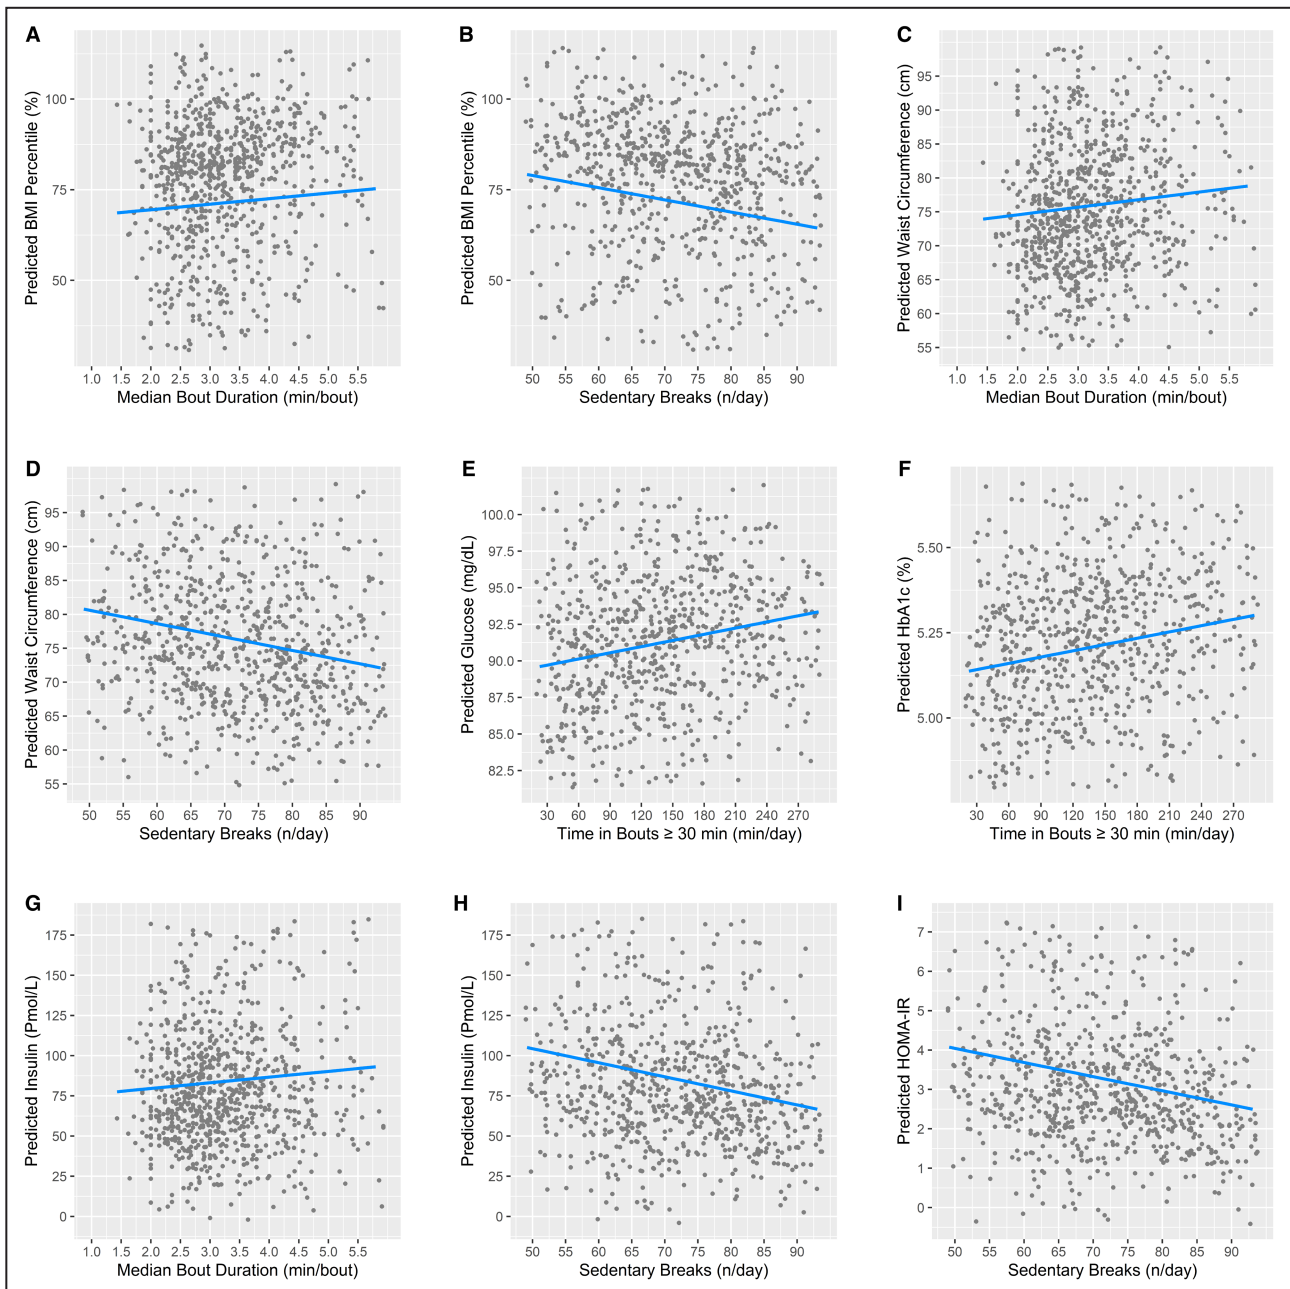 A
Predicted BMI Percentile (%)
100
75
50
1.0 1.5 2.0 2.5 3.0 3.5 4.0 4.5 5.0 5.5
Median Bout Duration (min/bout)
B
Predicted BMI Percentile (%)
100
75
50
50 55 60 65 70 75 80 85 90
Sedentary Breaks (n/day)
C
Predicted Waist Circumference (cm)
95
90
85
80
75
70
65
60
55
1.0 1.5 2.0 2.5 3.0 3.5 4.0 4.5 5.0 5.5
Median Bout Duration (min/bout)
D
Predicted Waist Circumference (cm)
95
90
85
80
75
70
65
60
55
50 55 60 65 70 75 80 85 90
Sedentary Breaks (n/day)
E
Predicted Glucose (mg/dL)
100.0
97.5
95.0
92.5
90.0
87.5
85.0
82.5
30 60 90 120 150 180 210 240 270
Time in Bouts ≥ 30 min (min/day)
F
Predicted HbA1c (%)
5.50
5.25
5.00
30 60 90 120 150 180 210 240 270
Time in Bouts ≥ 30 min (min/day)
G
Predicted Insulin (Pmol/L)
175
150
125
100
75
50
25
0
1.0 1.5 2.0 2.5 3.0 3.5 4.0 4.5 5.0 5.5
Median Bout Duration (min/bout)
H
Predicted Insulin (Pmol/L)
175
150
125
100
75
50
25
0
50 55 60 65 70 75 80 85 90
Sedentary Breaks (n/day)
I
Predicted HOMA-IR
7
6
5
4
3
2
1
0
50 55 60 65 70 75 80 85 90
Sedentary Breaks (n/day)